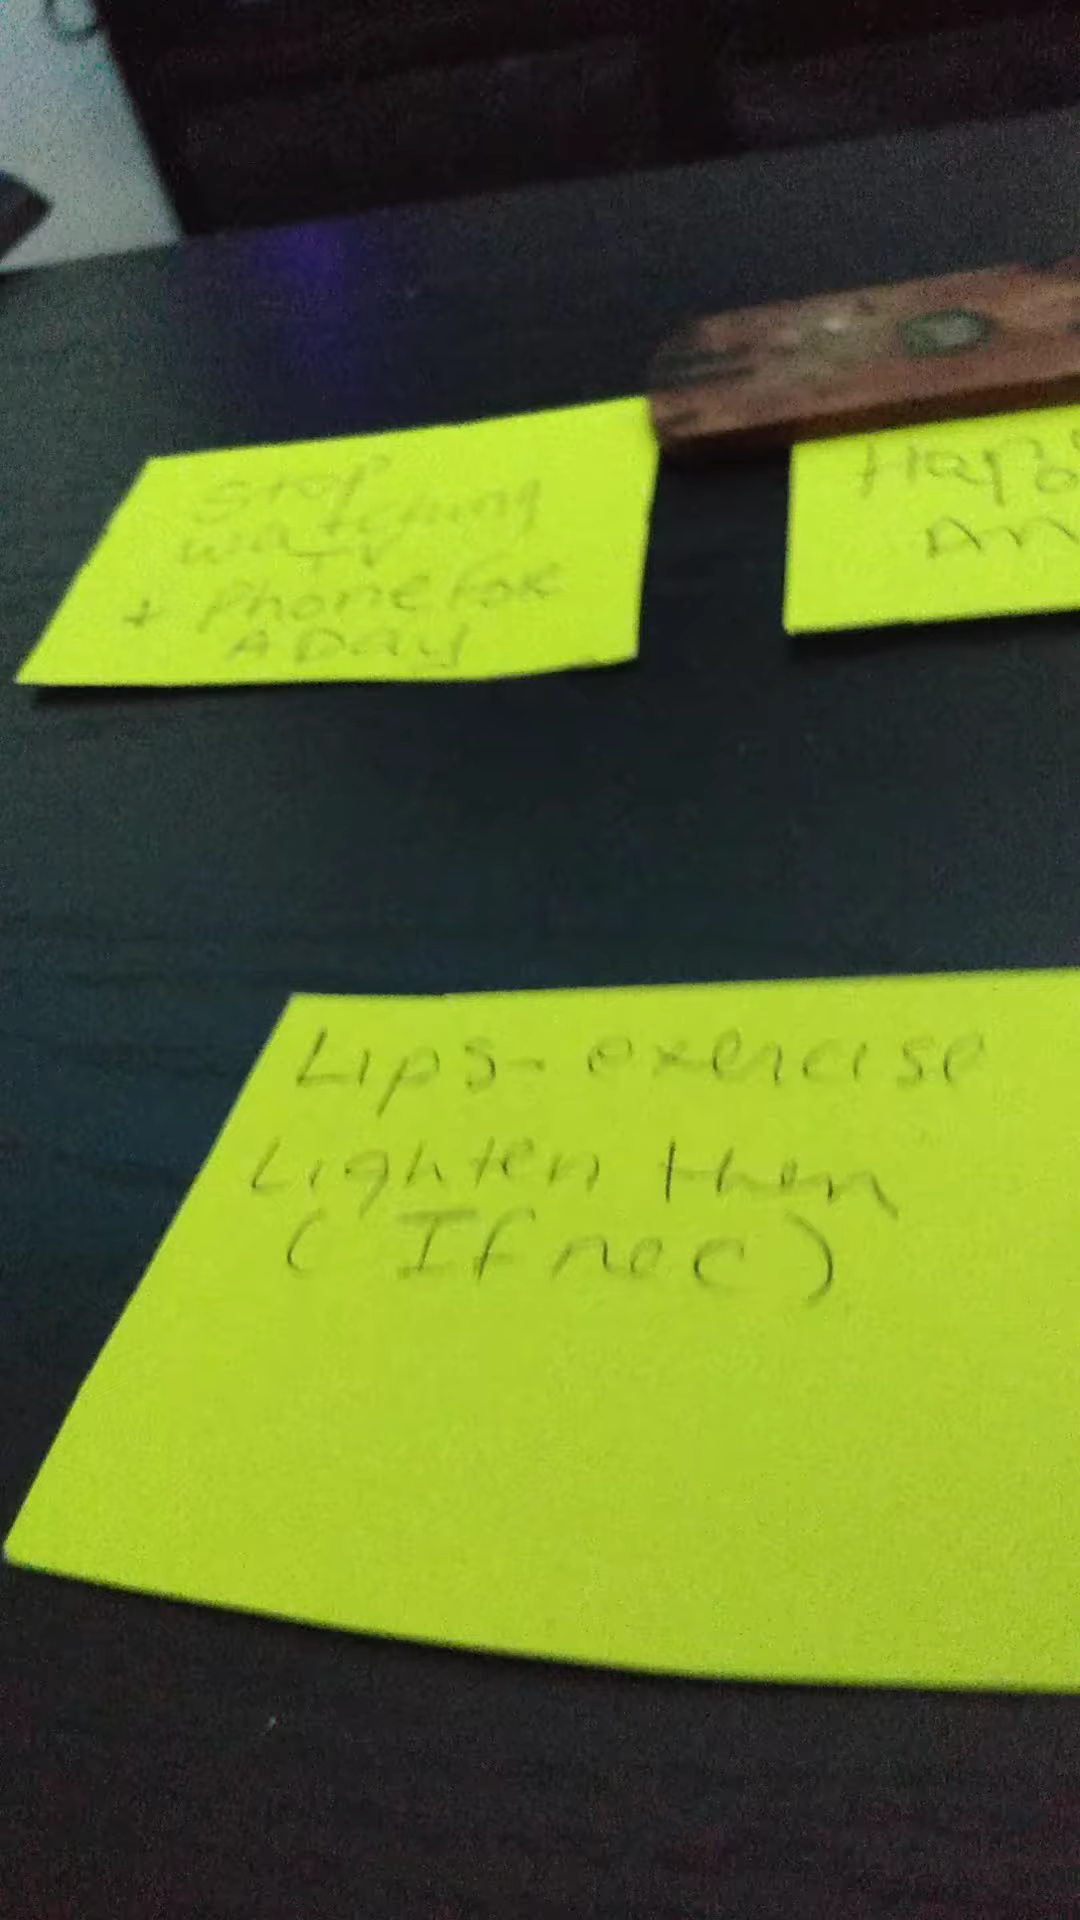 Stop
watching
TV
+ Phone For
A Day
Lips - exercise
Lighten them
(If nec)